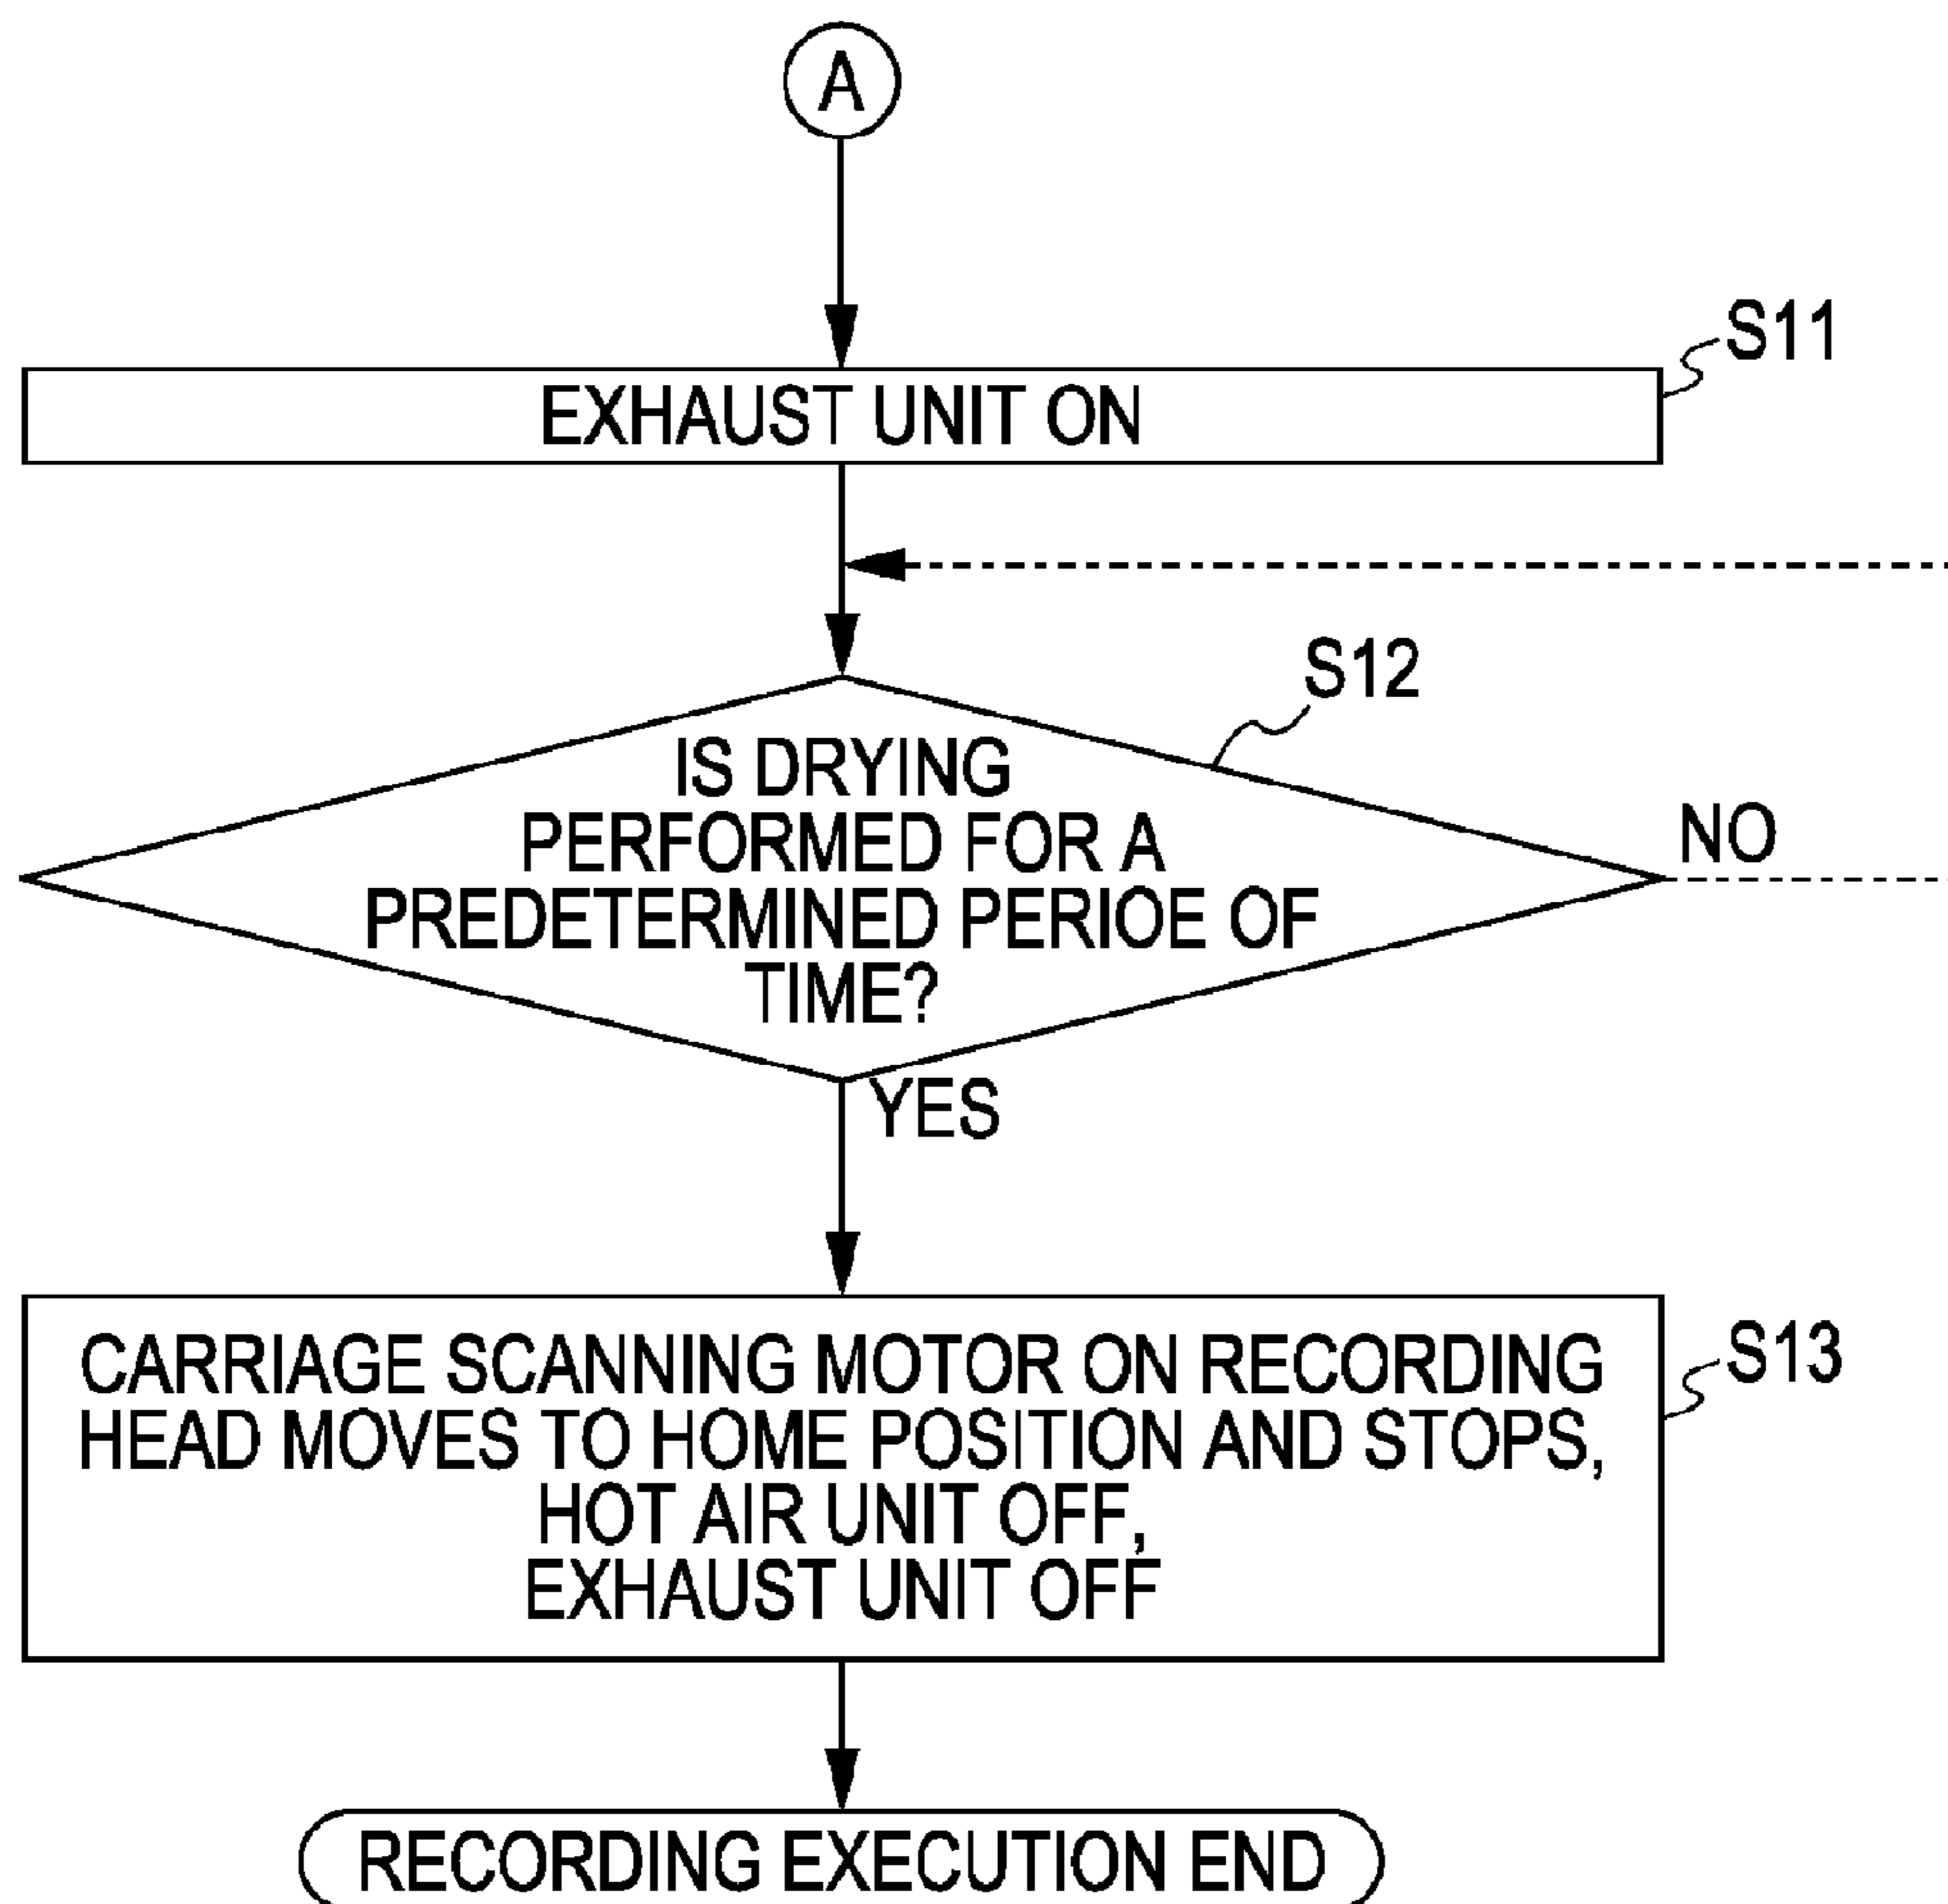 A
S11
EXHAUST UNIT ON
S12
IS DRYING
PERFORMED FOR A
PREDETERMINED PERIOE OF
TIME?
NO
YES
S13
CARRIAGE SCANNING MOTOR ON RECORDING
HEAD MOVES TO HOME POSITION AND STOPS,
HOT AIR UNIT OFF,
EXHAUST UNIT OFF
RECORDING EXECUTION END